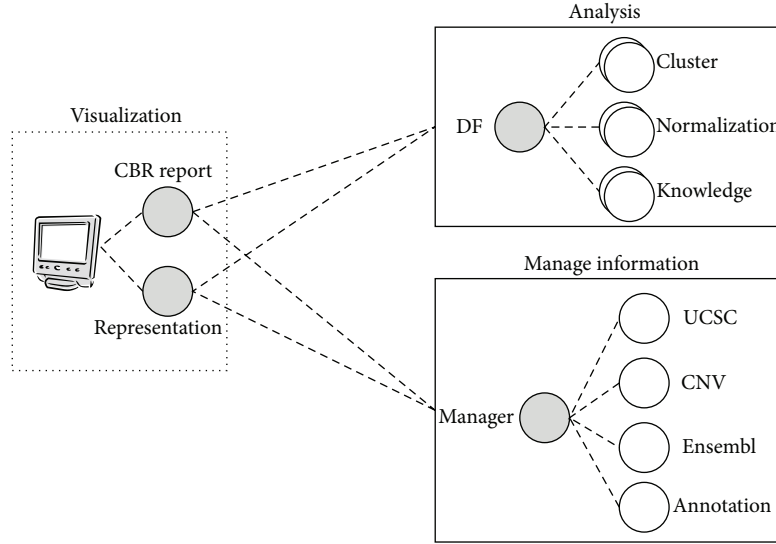 Analysis
Visualization
CBR report
Representation
DF
Cluster
Normalization
Knowledge
Manage information
Manager
UCSC
CNV
Ensembl
Annotation